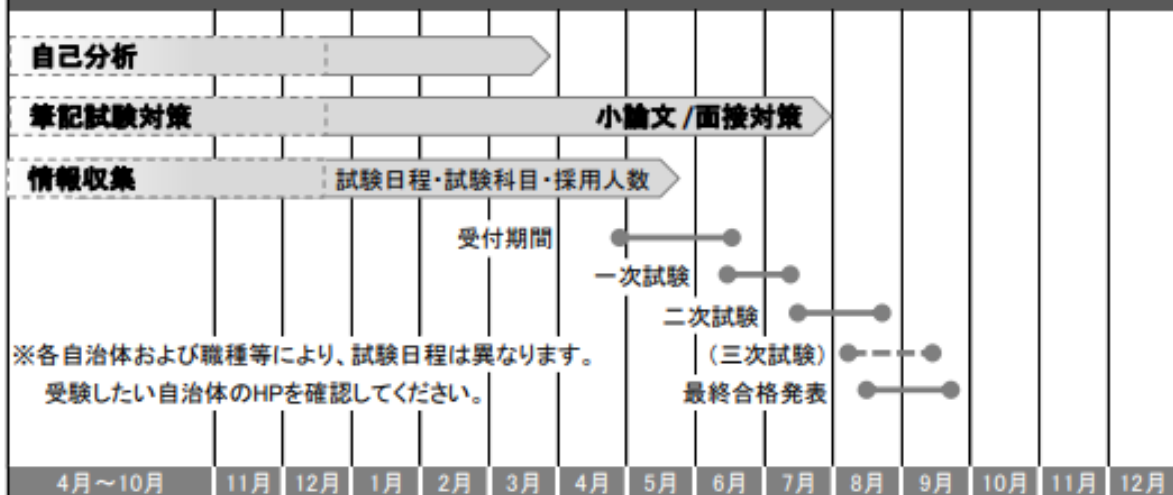 自己分析
筆記試験対策 小論文/面接対策
情報収集 試験日程・試験科目・採用人数
受付期間
一次試験
二次試験
※各自治体および職種等により、試験日程は異なります。 (三次試験)
受験したい自治体のHPを確認してください。 最終合格発表
4月～10月 11月 12月 1月 2月 3月 4月 5月 6月 7月 8月 9月 10月 11月 12月